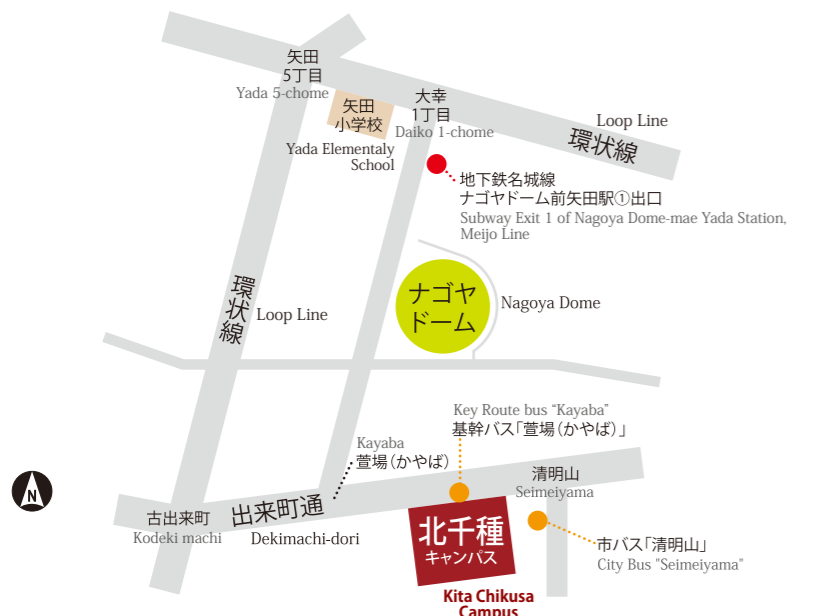 矢田
5丁目
Yada 5-chome
矢田
小学校
Yada Elementaly
School
大幸
1丁目
Daiko 1-chome
Loop Line
環状線
地下鉄名城線
ナゴヤドーム前矢田駅①出口
Subway Exit 1 of Nagoya Dome-mae Yada Station,
Meijo Line
環状線
Loop Line
ナゴヤ
ドーム
Nagoya Dome
Key Route bus “Kayaba”
基幹バス「萱場(かやば)」
Kayaba
萱場(かやば)
清明山
Seimeiyama
N
古出来町
Kodeki machi
出来町通
Dekimachi-dori
北千種
キャンパス
Kita Chikusa
Campus
市バス「清明山」
City Bus "Seimeiyama"